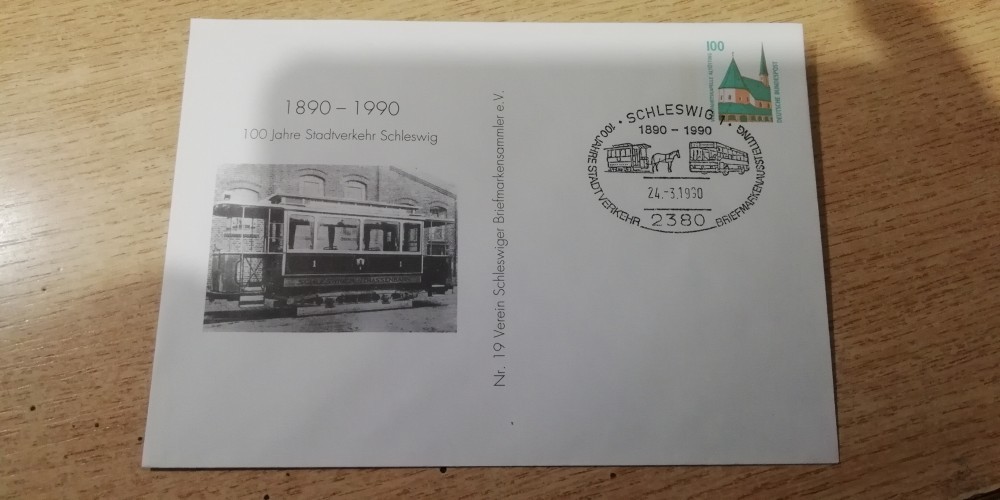 1890 – 1990
100 Jahre Stadtverkehr Schleswig
Nr. 19 Verein Schleswiger Briefmarkensammler e.V.
100
DEUTSCHE BUNDESPOST
• SCHLESWIG 7 •
1890 – 1990
24.-3.1990
2380
100 JAHRE STADTVERKEHR
BRIEFMARKENAUSSTELLUNG